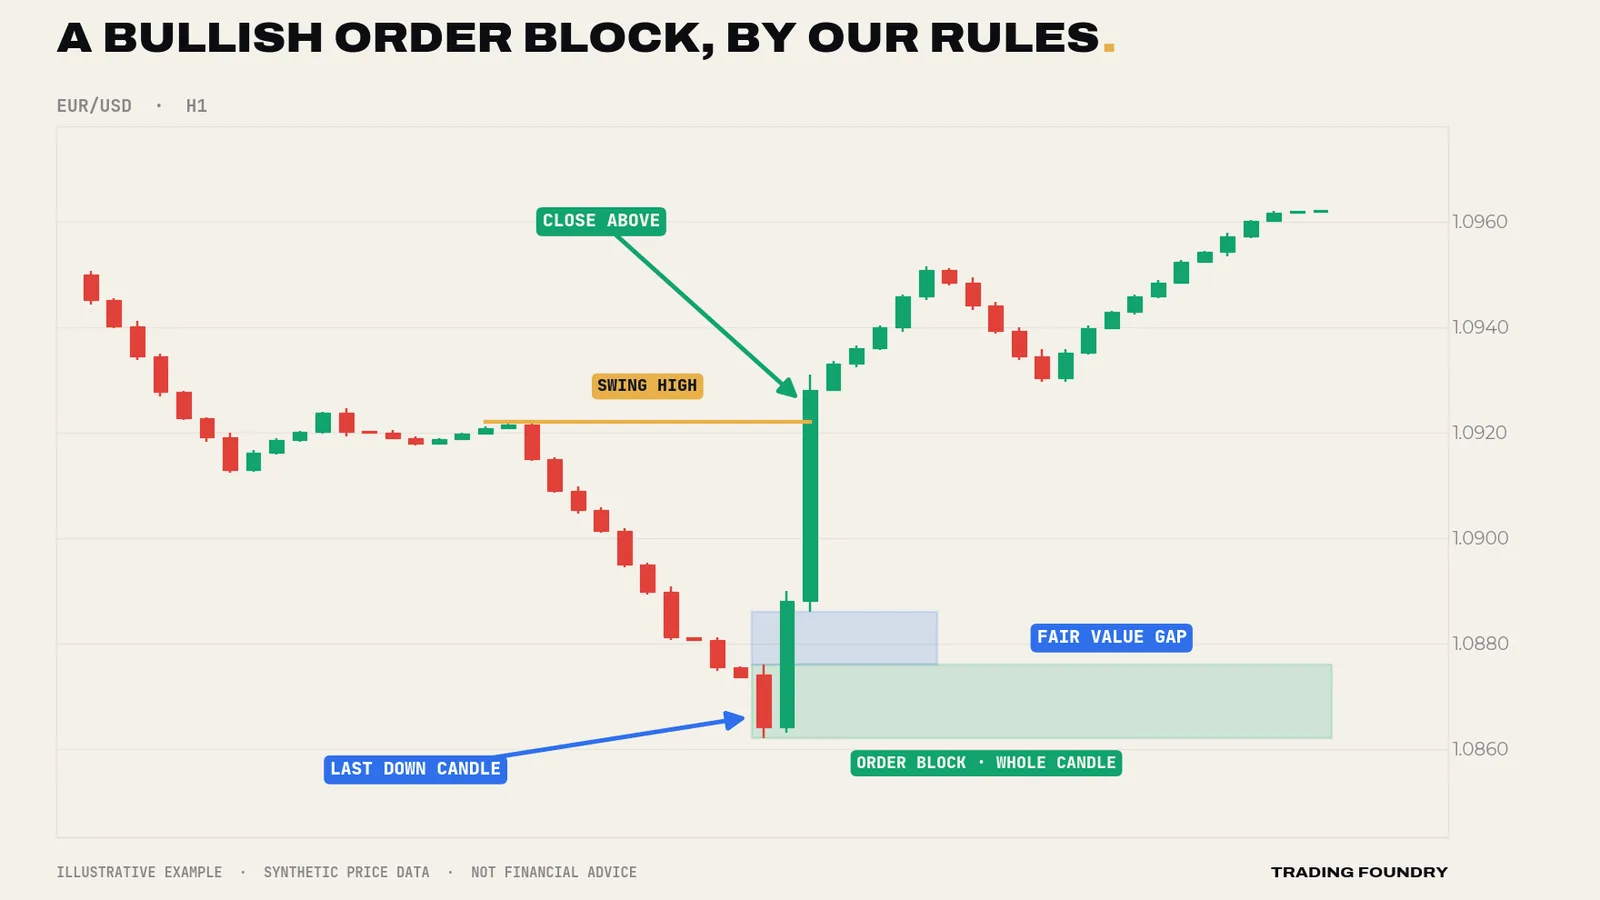 A BULLISH ORDER BLOCK, BY OUR RULES.
EUR/USD · H1
CLOSE ABOVE
1.0960
1.0940
SWING HIGH
1.0920
1.0900
FAIR VALUE GAP
1.0880
LAST DOWN CANDLE
ORDER BLOCK · WHOLE CANDLE
1.0860
ILLUSTRATIVE EXAMPLE · SYNTHETIC PRICE DATA · NOT FINANCIAL ADVICE
TRADING FOUNDRY